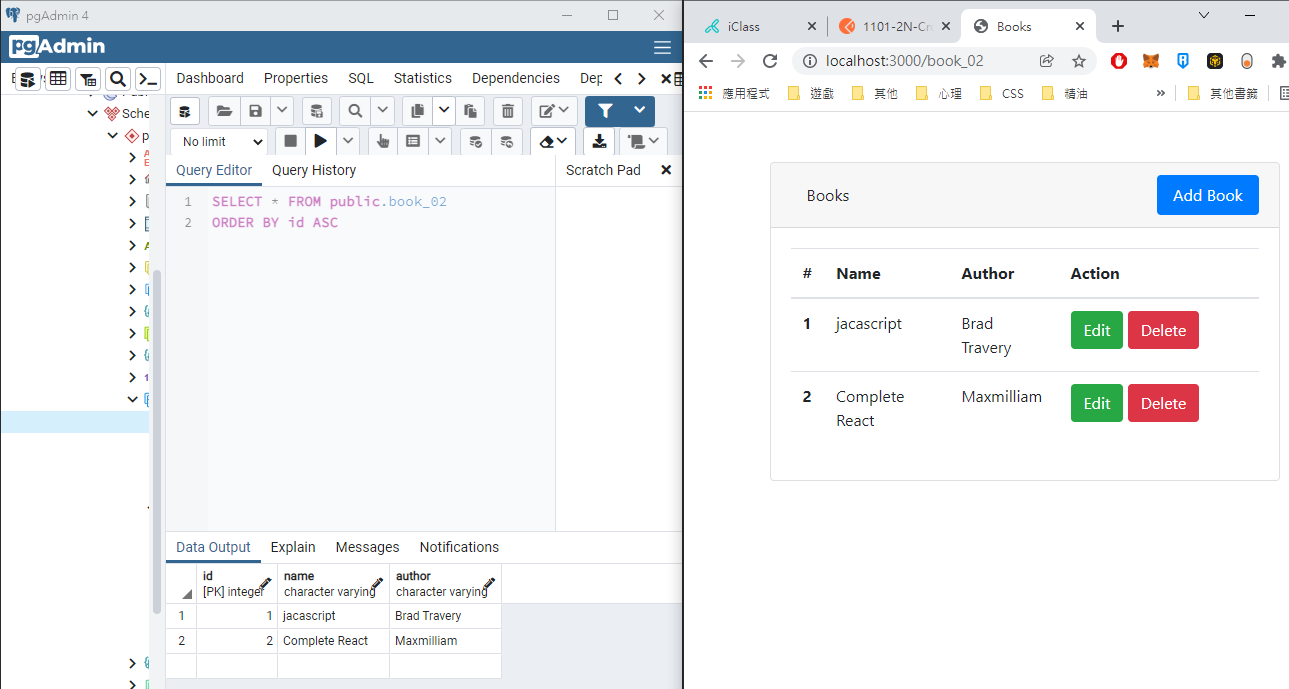 pgAdmin 4
pgAdmin
Dashboard Properties SQL Statistics Dependencies Dep
Sche
No limit
Query Editor Query History Scratch Pad
1 SELECT * FROM public.book_02
2 ORDER BY id ASC
Data Output Explain Messages Notifications
id name author
[PK] integer character varying character varying
1 1 jacascript Brad Travery
2 2 Complete React Maxmilliam
iClass 1101-2N-Cro Books
localhost:3000/book_02
應用程式 遊戲 其他 心理 CSS 精油 » 其他書籤
Books Add Book
# Name Author Action
1 jacascript Brad Edit Delete
Travery
2 Complete Maxmilliam Edit Delete
React